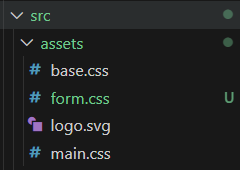 src
assets
# base.css
# form.css U
logo.svg
# main.css